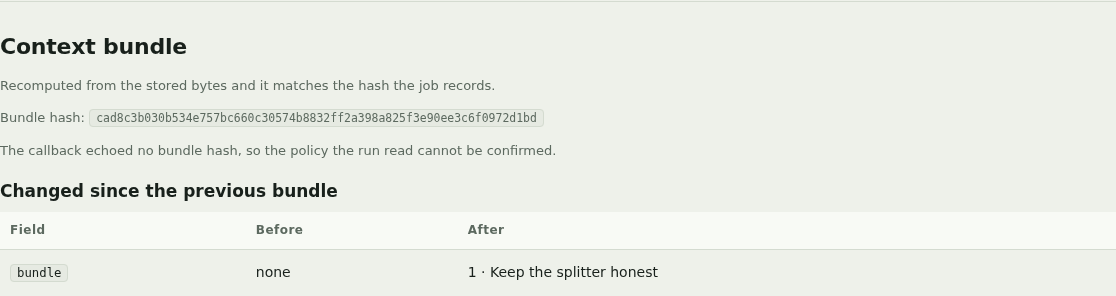 Context bundle
Recomputed from the stored bytes and it matches the hash the job records.
Bundle hash: cad8c3b030b534e757bc660c30574b8832ff2a398a825f3e90ee3c6f0972d1bd
The callback echoed no bundle hash, so the policy the run read cannot be confirmed.
Changed since the previous bundle
Field Before After
bundle none 1 · Keep the splitter honest